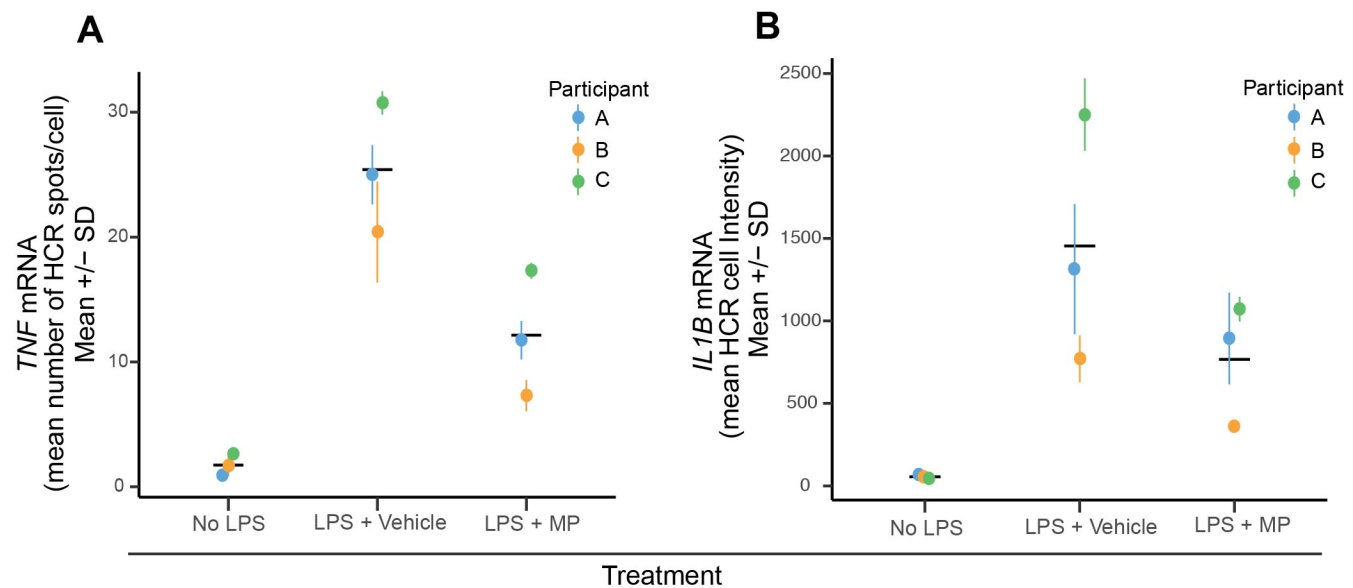 A
TNF mRNA
(mean number of HCR spots/cell)
Mean +/− SD
30
20
10
0
Participant
A
B
C
No LPS
LPS + Vehicle
LPS + MP
B
IL1B mRNA
(mean HCR cell Intensity)
Mean +/− SD
2500
2000
1500
1000
500
0
Participant
A
B
C
No LPS
LPS + Vehicle
LPS + MP
Treatment